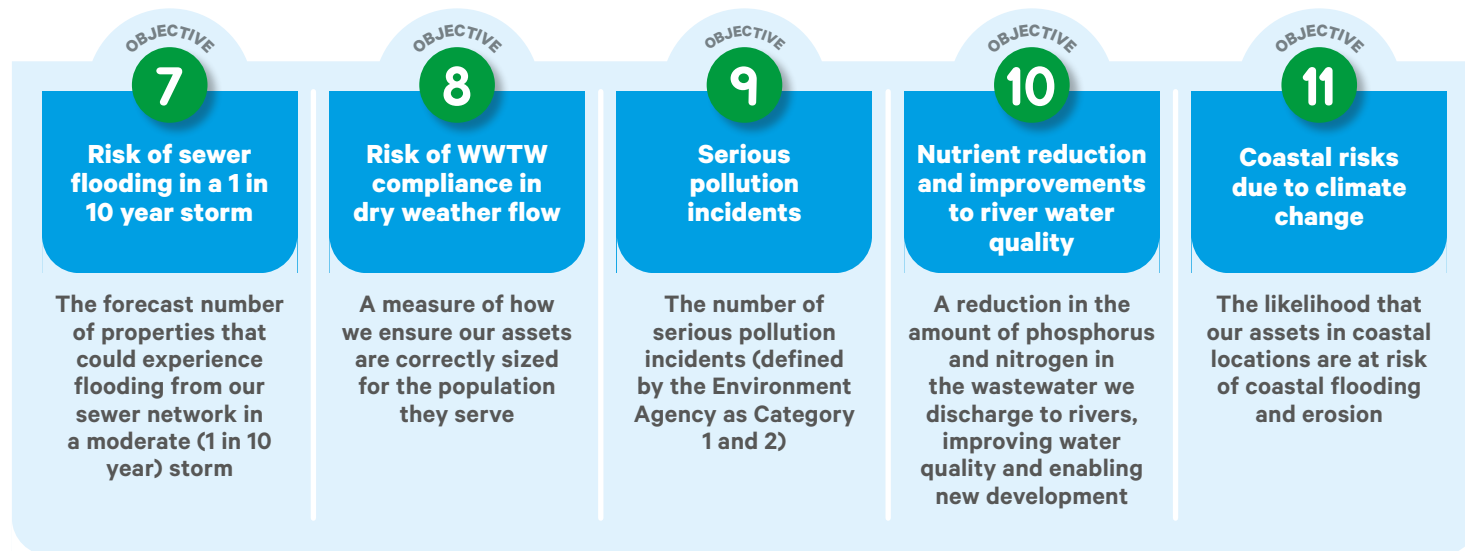 OBJECTIVE
7
Risk of sewer
flooding in a 1 in
10 year storm
The forecast number
of properties that
could experience
flooding from our
sewer network in
a moderate (1 in 10
year) storm
OBJECTIVE
8
Risk of WWTW
compliance in
dry weather flow
A measure of how
we ensure our assets
are correctly sized
for the population
they serve
OBJECTIVE
9
Serious
pollution
incidents
The number of
serious pollution
incidents (defined
by the Environment
Agency as Category
1 and 2)
OBJECTIVE
10
Nutrient reduction
and improvements
to river water
quality
A reduction in the
amount of phosphorus
and nitrogen in
the wastewater we
discharge to rivers,
improving water
quality and enabling
new development
OBJECTIVE
11
Coastal risks
due to climate
change
The likelihood that
our assets in coastal
locations are at risk
of coastal flooding
and erosion